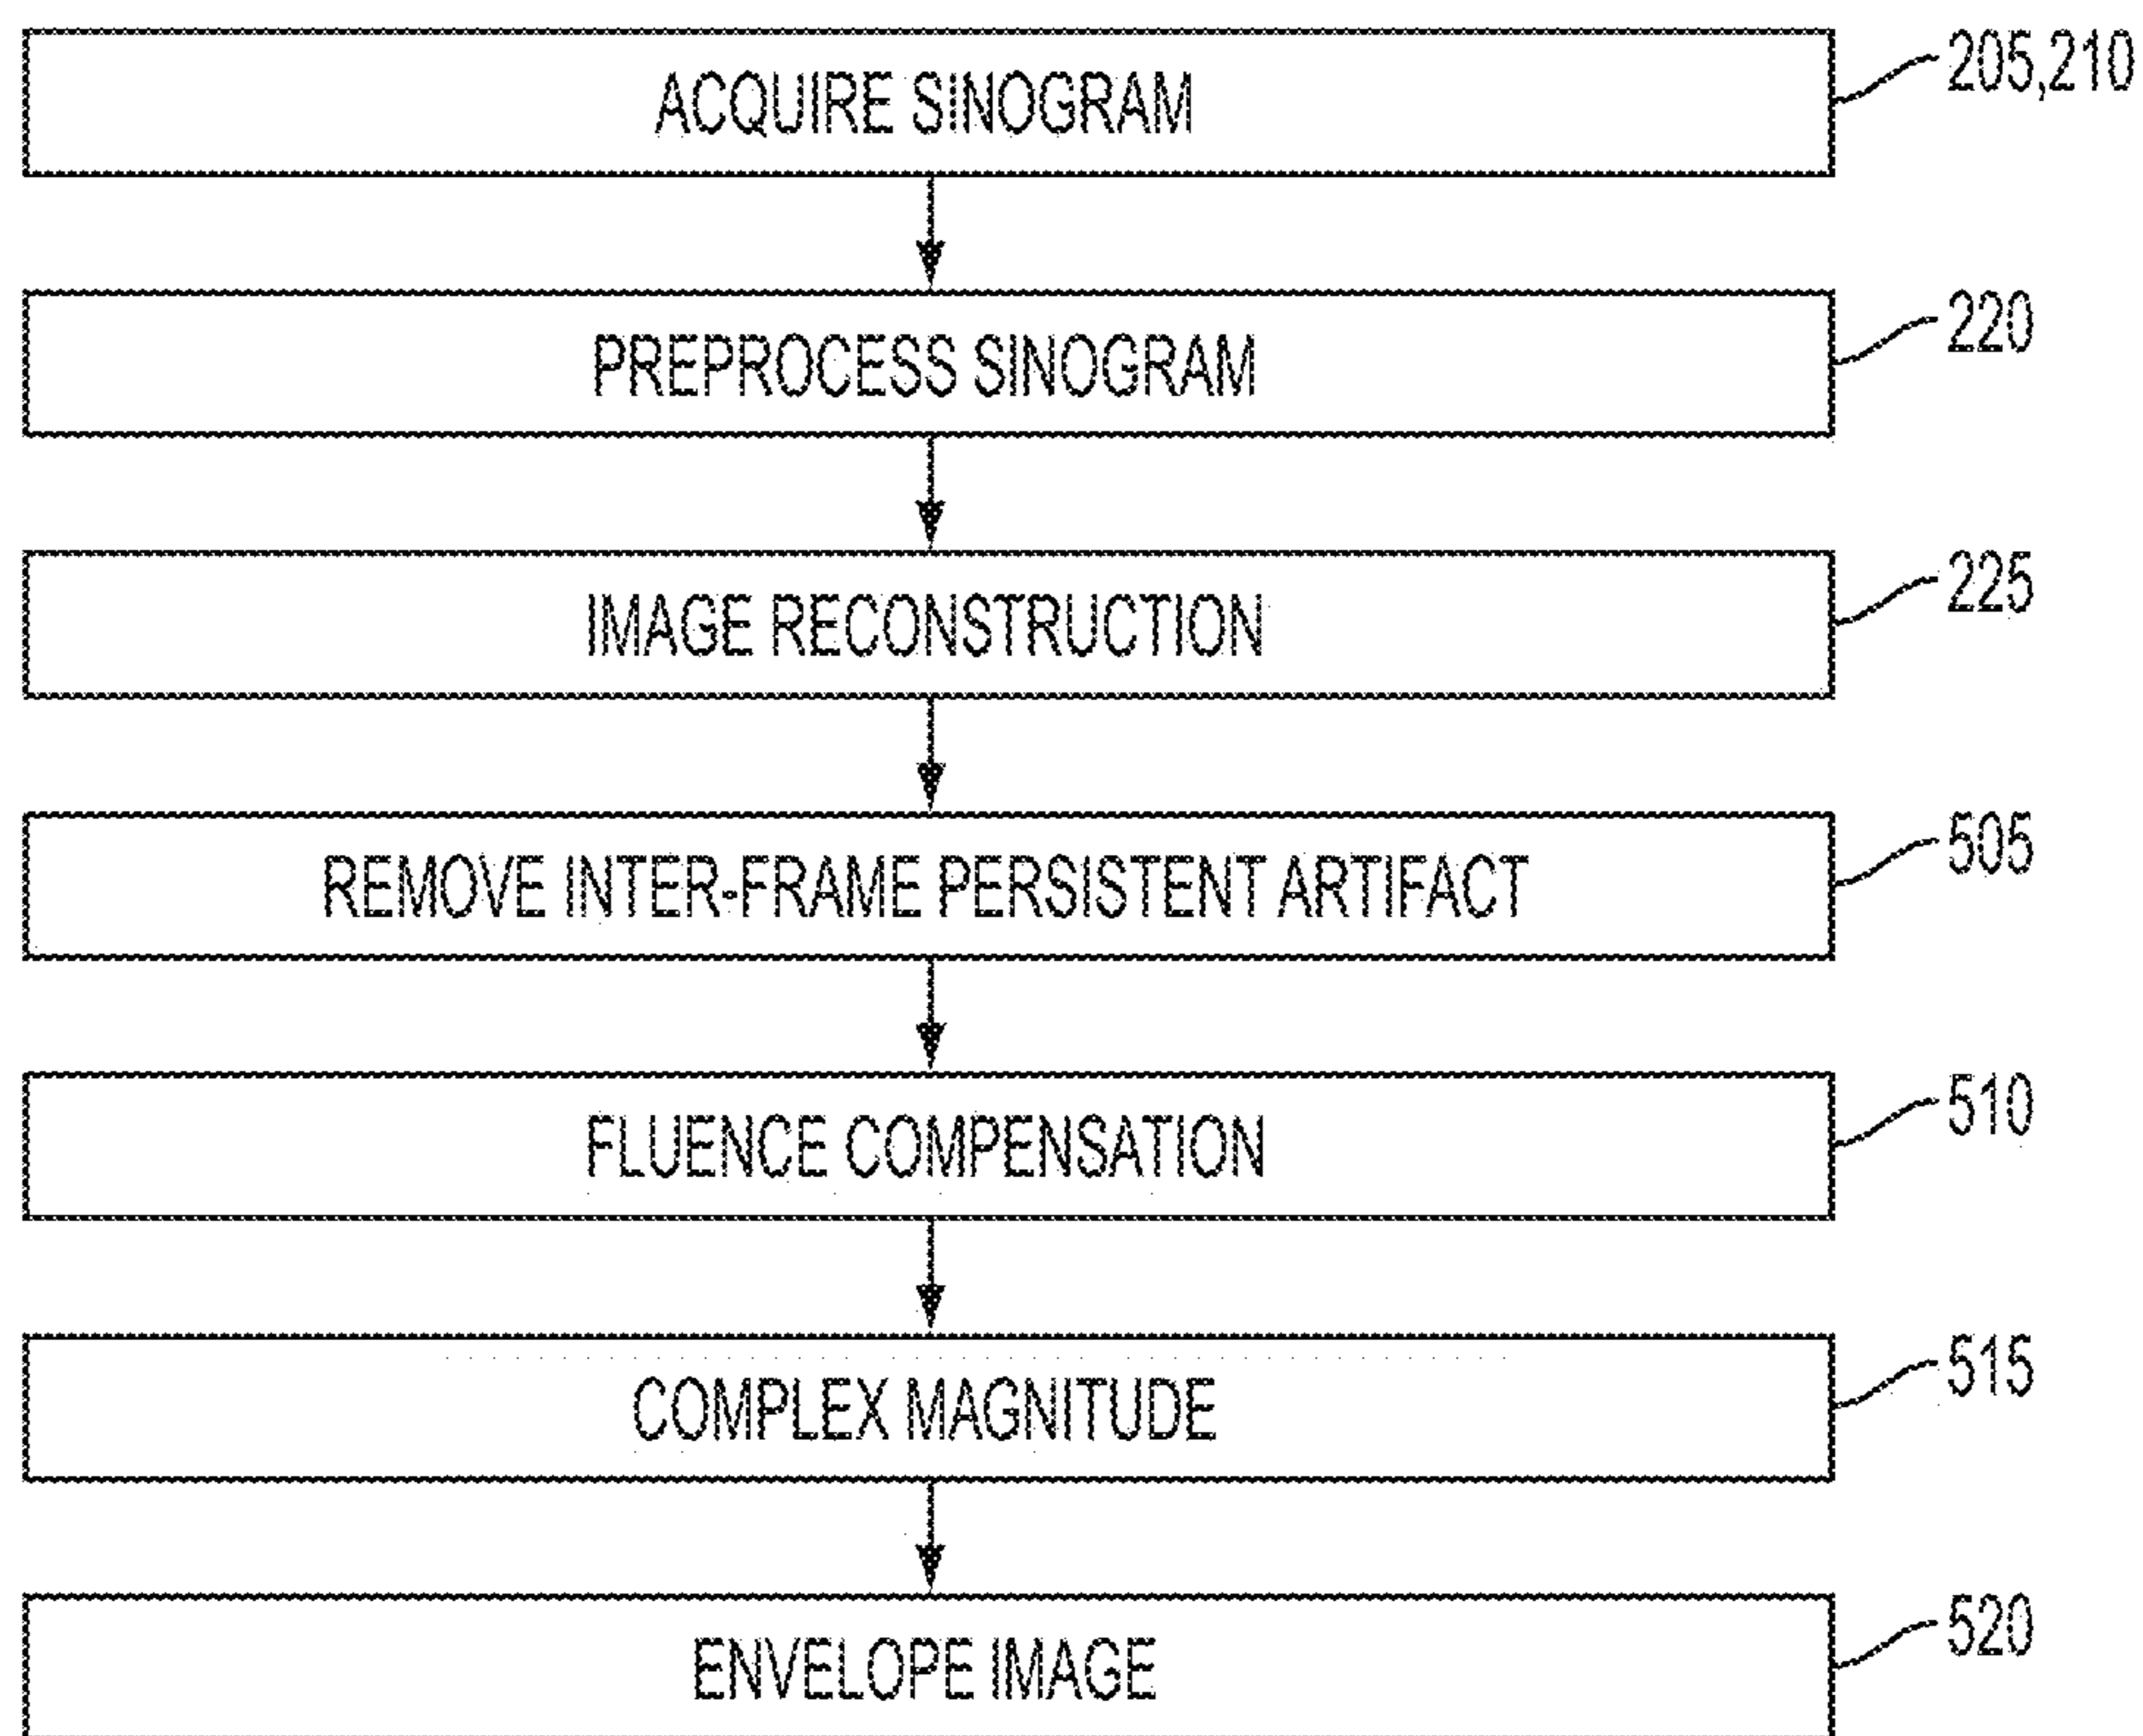 ACQUIRE SINOGRAM
205,210
PREPROCESS SINOGRAM
220
IMAGE RECONSTRUCTION
225
REMOVE INTER-FRAME PERSISTENT ARTIFACT
505
FLUENCE COMPENSATION
510
COMPLEX MAGNITUDE
515
ENVELOPE IMAGE
520